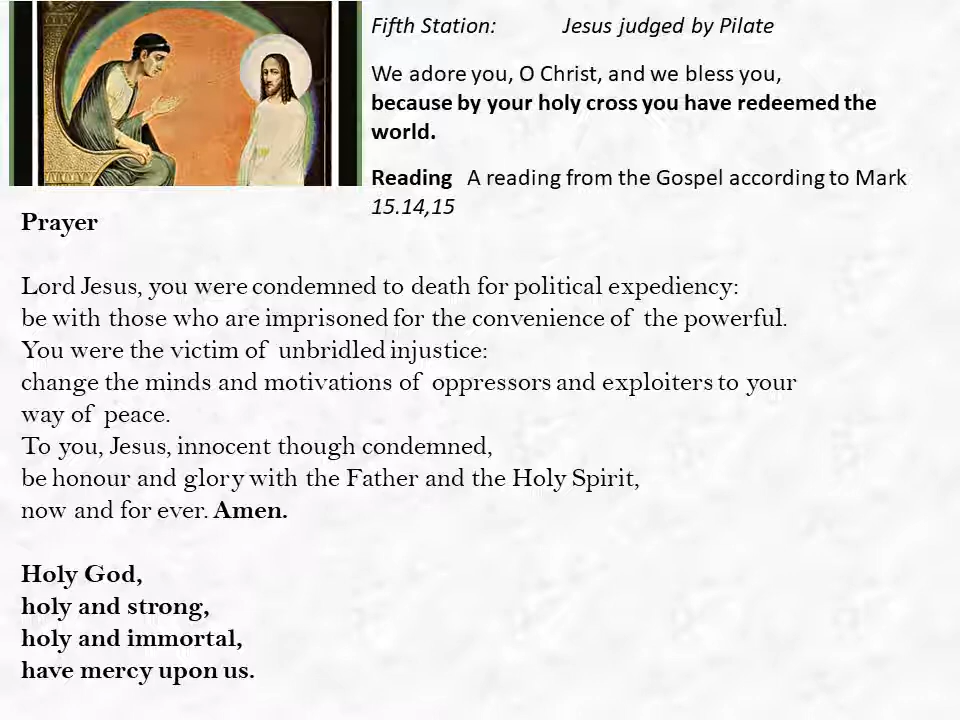 Fifth Station: Jesus judged by Pilate
We adore you, O Christ, and we bless you,
because by your holy cross you have redeemed the
world.
Reading A reading from the Gospel according to Mark
15.14,15
Prayer
Lord Jesus, you were condemned to death for political expediency:
be with those who are imprisoned for the convenience of the powerful.
You were the victim of unbridled injustice:
change the minds and motivations of oppressors and exploiters to your
way of peace.
To you, Jesus, innocent though condemned,
be honour and glory with the Father and the Holy Spirit,
now and for ever. Amen.
Holy God,
holy and strong,
holy and immortal,
have mercy upon us.